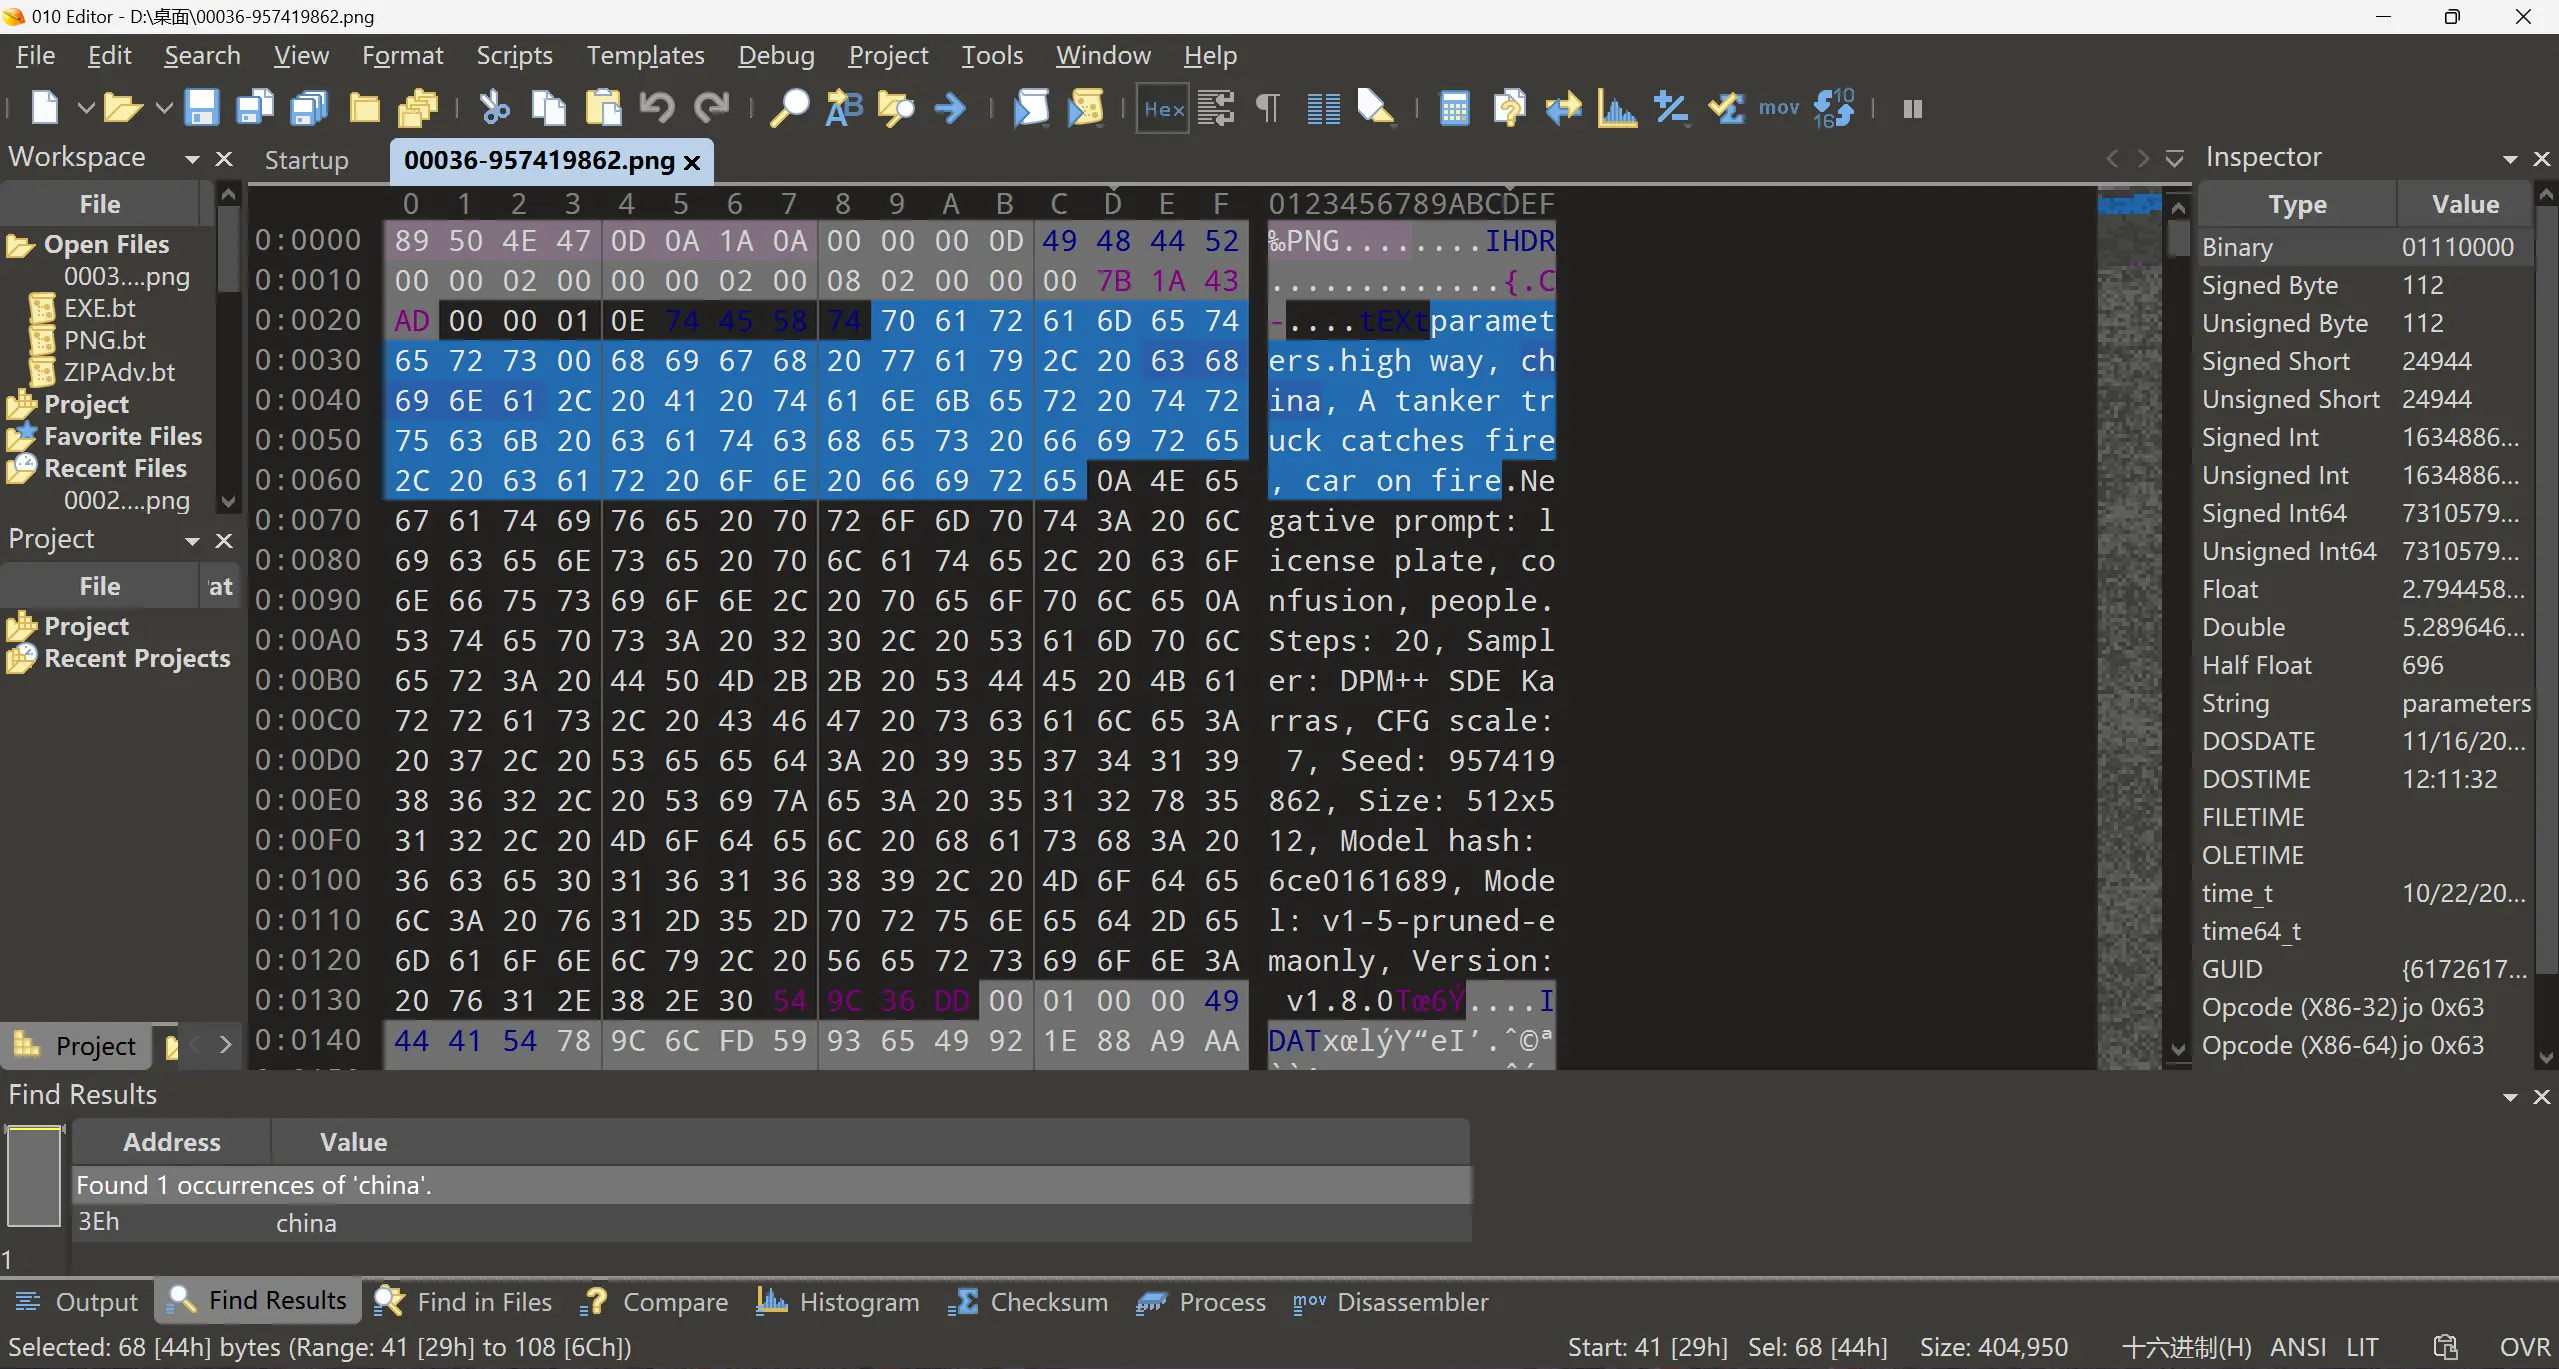 010 Editor - D:\桌面\00036-957419862.png
File Edit Search View Format Scripts Templates Debug Project Tools Window Help
Hex mov
Workspace
Startup 00036-957419862.png
Inspector
File
Open Files
0003....png
EXE.bt
PNG.bt
ZIPAdv.bt
Project
Favorite Files
Recent Files
0002....png
Project
File
Project
Recent Projects
Project
0 1 2 3 4 5 6 7 8 9 A B C D E F 0123456789ABCDEF
0:0000 89 50 4E 47 0D 0A 1A 0A 00 00 00 0D 49 48 44 52 ‰PNG........IHDR
0:0010 00 00 02 00 00 00 02 00 08 02 00 00 00 7B 1A 43 .............{.C
0:0020 AD 00 00 01 0E 74 45 58 74 70 61 72 61 6D 65 74 -....tEXtparamet
0:0030 65 72 73 00 68 69 67 68 20 77 61 79 2C 20 63 68 ers.high way, ch
0:0040 69 6E 61 2C 20 41 20 74 61 6E 6B 65 72 20 74 72 ina, A tanker tr
0:0050 75 63 6B 20 63 61 74 63 68 65 73 20 66 69 72 65 uck catches fire
0:0060 2C 20 63 61 72 20 6F 6E 20 66 69 72 65 0A 4E 65 , car on fire.Ne
0:0070 67 61 74 69 76 65 20 70 72 6F 6D 70 74 3A 20 6C gative prompt: l
0:0080 69 63 65 6E 73 65 20 70 6C 61 74 65 2C 20 63 6F icense plate, co
0:0090 6E 66 75 73 69 6F 6E 2C 20 70 65 6F 70 6C 65 0A nfusion, people.
0:00A0 53 74 65 70 73 3A 20 32 30 2C 20 53 61 6D 70 6C Steps: 20, Sampl
0:00B0 65 72 3A 20 44 50 4D 2B 2B 20 53 44 45 20 4B 61 er: DPM++ SDE Ka
0:00C0 72 72 61 73 2C 20 43 46 47 20 73 63 61 6C 65 3A rras, CFG scale:
0:00D0 20 37 2C 20 53 65 65 64 3A 20 39 35 37 34 31 39 7, Seed: 957419
0:00E0 38 36 32 2C 20 53 69 7A 65 3A 20 35 31 32 78 35 862, Size: 512x5
0:00F0 31 32 2C 20 4D 6F 64 65 6C 20 68 61 73 68 3A 20 12, Model hash:
0:0100 36 63 65 30 31 36 31 36 38 39 2C 20 4D 6F 64 65 6ce0161689, Mode
0:0110 6C 3A 20 76 31 2D 35 2D 70 72 75 6E 65 64 2D 65 l: v1-5-pruned-e
0:0120 6D 61 6F 6E 6C 79 2C 20 56 65 72 73 69 6F 6E 3A maonly, Version:
0:0130 20 76 31 2E 38 2E 30 54 9C 36 DD 00 01 00 00 49 v1.8.0Tœ6Ý....I
0:0140 44 41 54 78 9C 6C FD 59 93 65 49 92 1E 88 A9 AA DATxœlýY“eI’.ˆ©ª
Type Value
Binary 01110000
Signed Byte 112
Unsigned Byte 112
Signed Short 24944
Unsigned Short 24944
Signed Int 1634886...
Unsigned Int 1634886...
Signed Int64 7310579...
Unsigned Int64 7310579...
Float 2.794458...
Double 5.289646...
Half Float 696
String parameters
DOSDATE 11/16/20...
DOSTIME 12:11:32
FILETIME
OLETIME
time_t 10/22/20...
time64_t
GUID {6172617...
Opcode (X86-32) jo 0x63
Opcode (X86-64) jo 0x63
Find Results
Address Value
Found 1 occurrences of 'china'.
3Eh china
1
Output Find Results Find in Files Compare Histogram Checksum Process mov Disassembler
Selected: 68 [44h] bytes (Range: 41 [29h] to 108 [6Ch]) Start: 41 [29h] Sel: 68 [44h] Size: 404,950 十六进制(H) ANSI LIT OVR